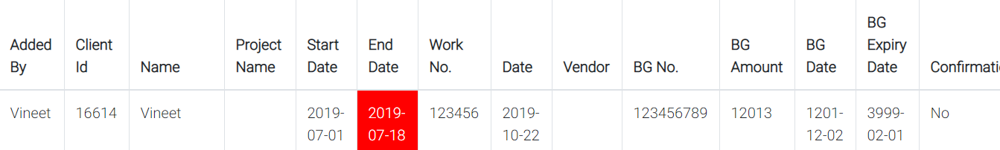 Added By Client Id Name Project Name Start Date End Date Work No. Date Vendor BG No. BG Amount BG Date BG Expiry Date Confirmati
Vineet 16614 Vineet 2019-07-01 2019-07-18 123456 2019-10-22 123456789 12013 1201-12-02 3999-02-01 No